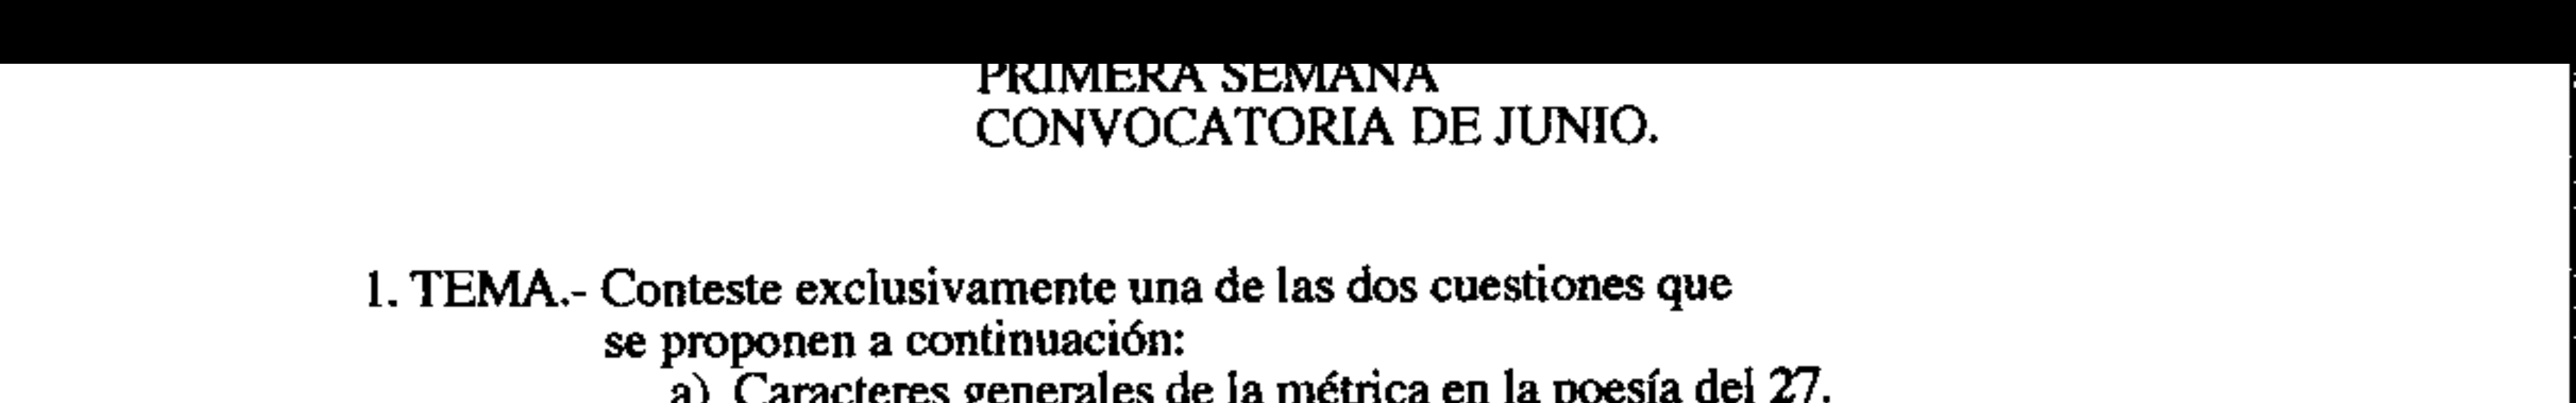 PRIMERA SEMANA
CONVOCATORIA DE JUNIO.
1. TEMA.- Conteste exclusivamente una de las dos cuestiones que
se proponen a continuación:
a) Caracteres generales de la métrica en la poesía del 27.